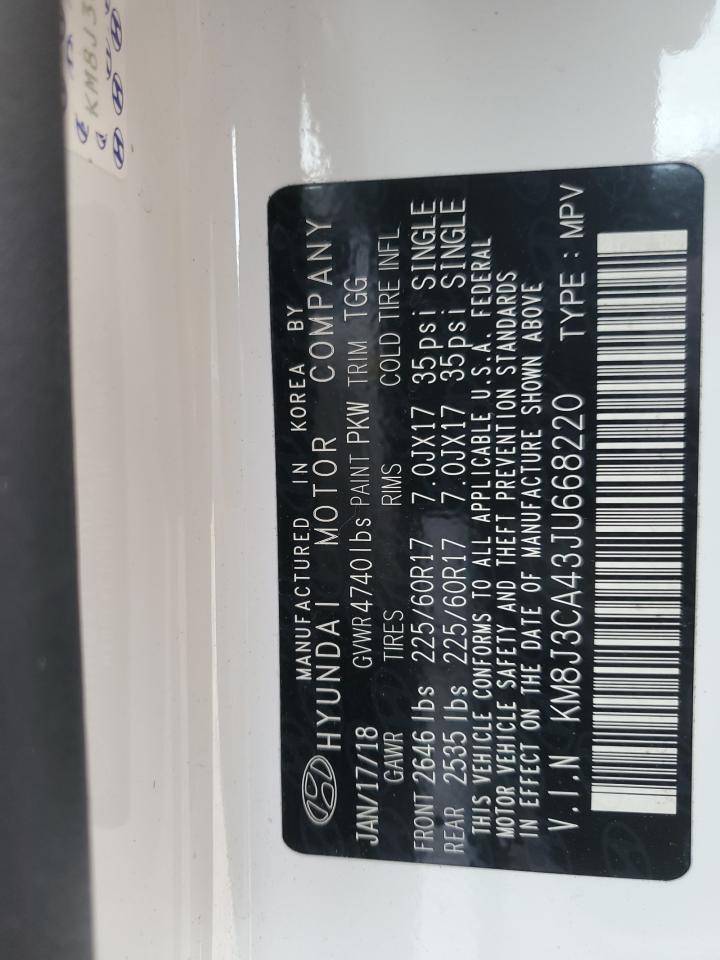 KM8J3
MANUFACTURED IN KOREA BY
HYUNDAI MOTOR COMPANY
JAN/17/18 GVWR 4740lbs PAINT PKW TRIM TGG
GAWR TIRES RIMS COLD TIRE INFL
FRONT 2646 lbs 225/60R17 7.0JX17 35psi SINGLE
REAR 2535 lbs 225/60R17 7.0JX17 35psi SINGLE
THIS VEHICLE CONFORMS TO ALL APPLICABLE U.S.A. FEDERAL
MOTOR VEHICLE SAFETY AND THEFT PREVENTION STANDARDS
IN EFFECT ON THE DATE OF MANUFACTURE SHOWN ABOVE
V.I.N KM8J3CA43JU668220 TYPE : MPV